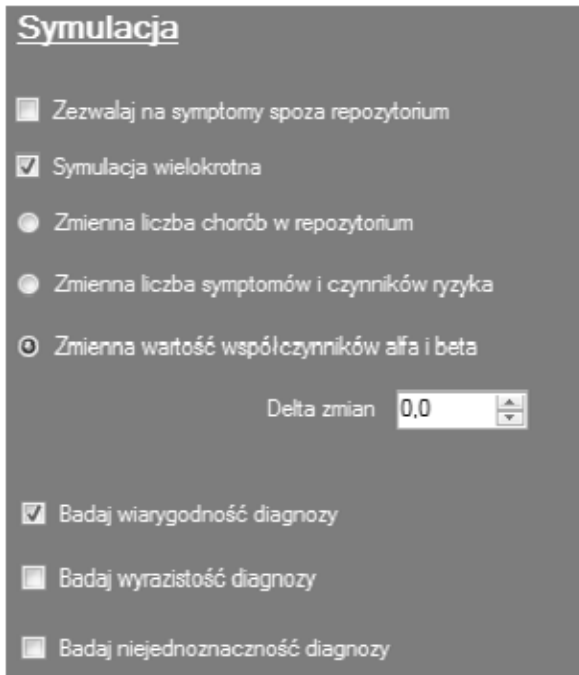 Symulacja
Zezwalaj na symptomy spoza repozytorium
Symulacja wielokrotna
Zmienna liczba chorób w repozytorium
Zmienna liczba symptomów i czynników ryzyka
Zmienna wartość współczynników alfa i beta
Delta zmian 0,0
Badaj wiarygodność diagnozy
Badaj wyrazistość diagnozy
Badaj niejednoznaczność diagnozy